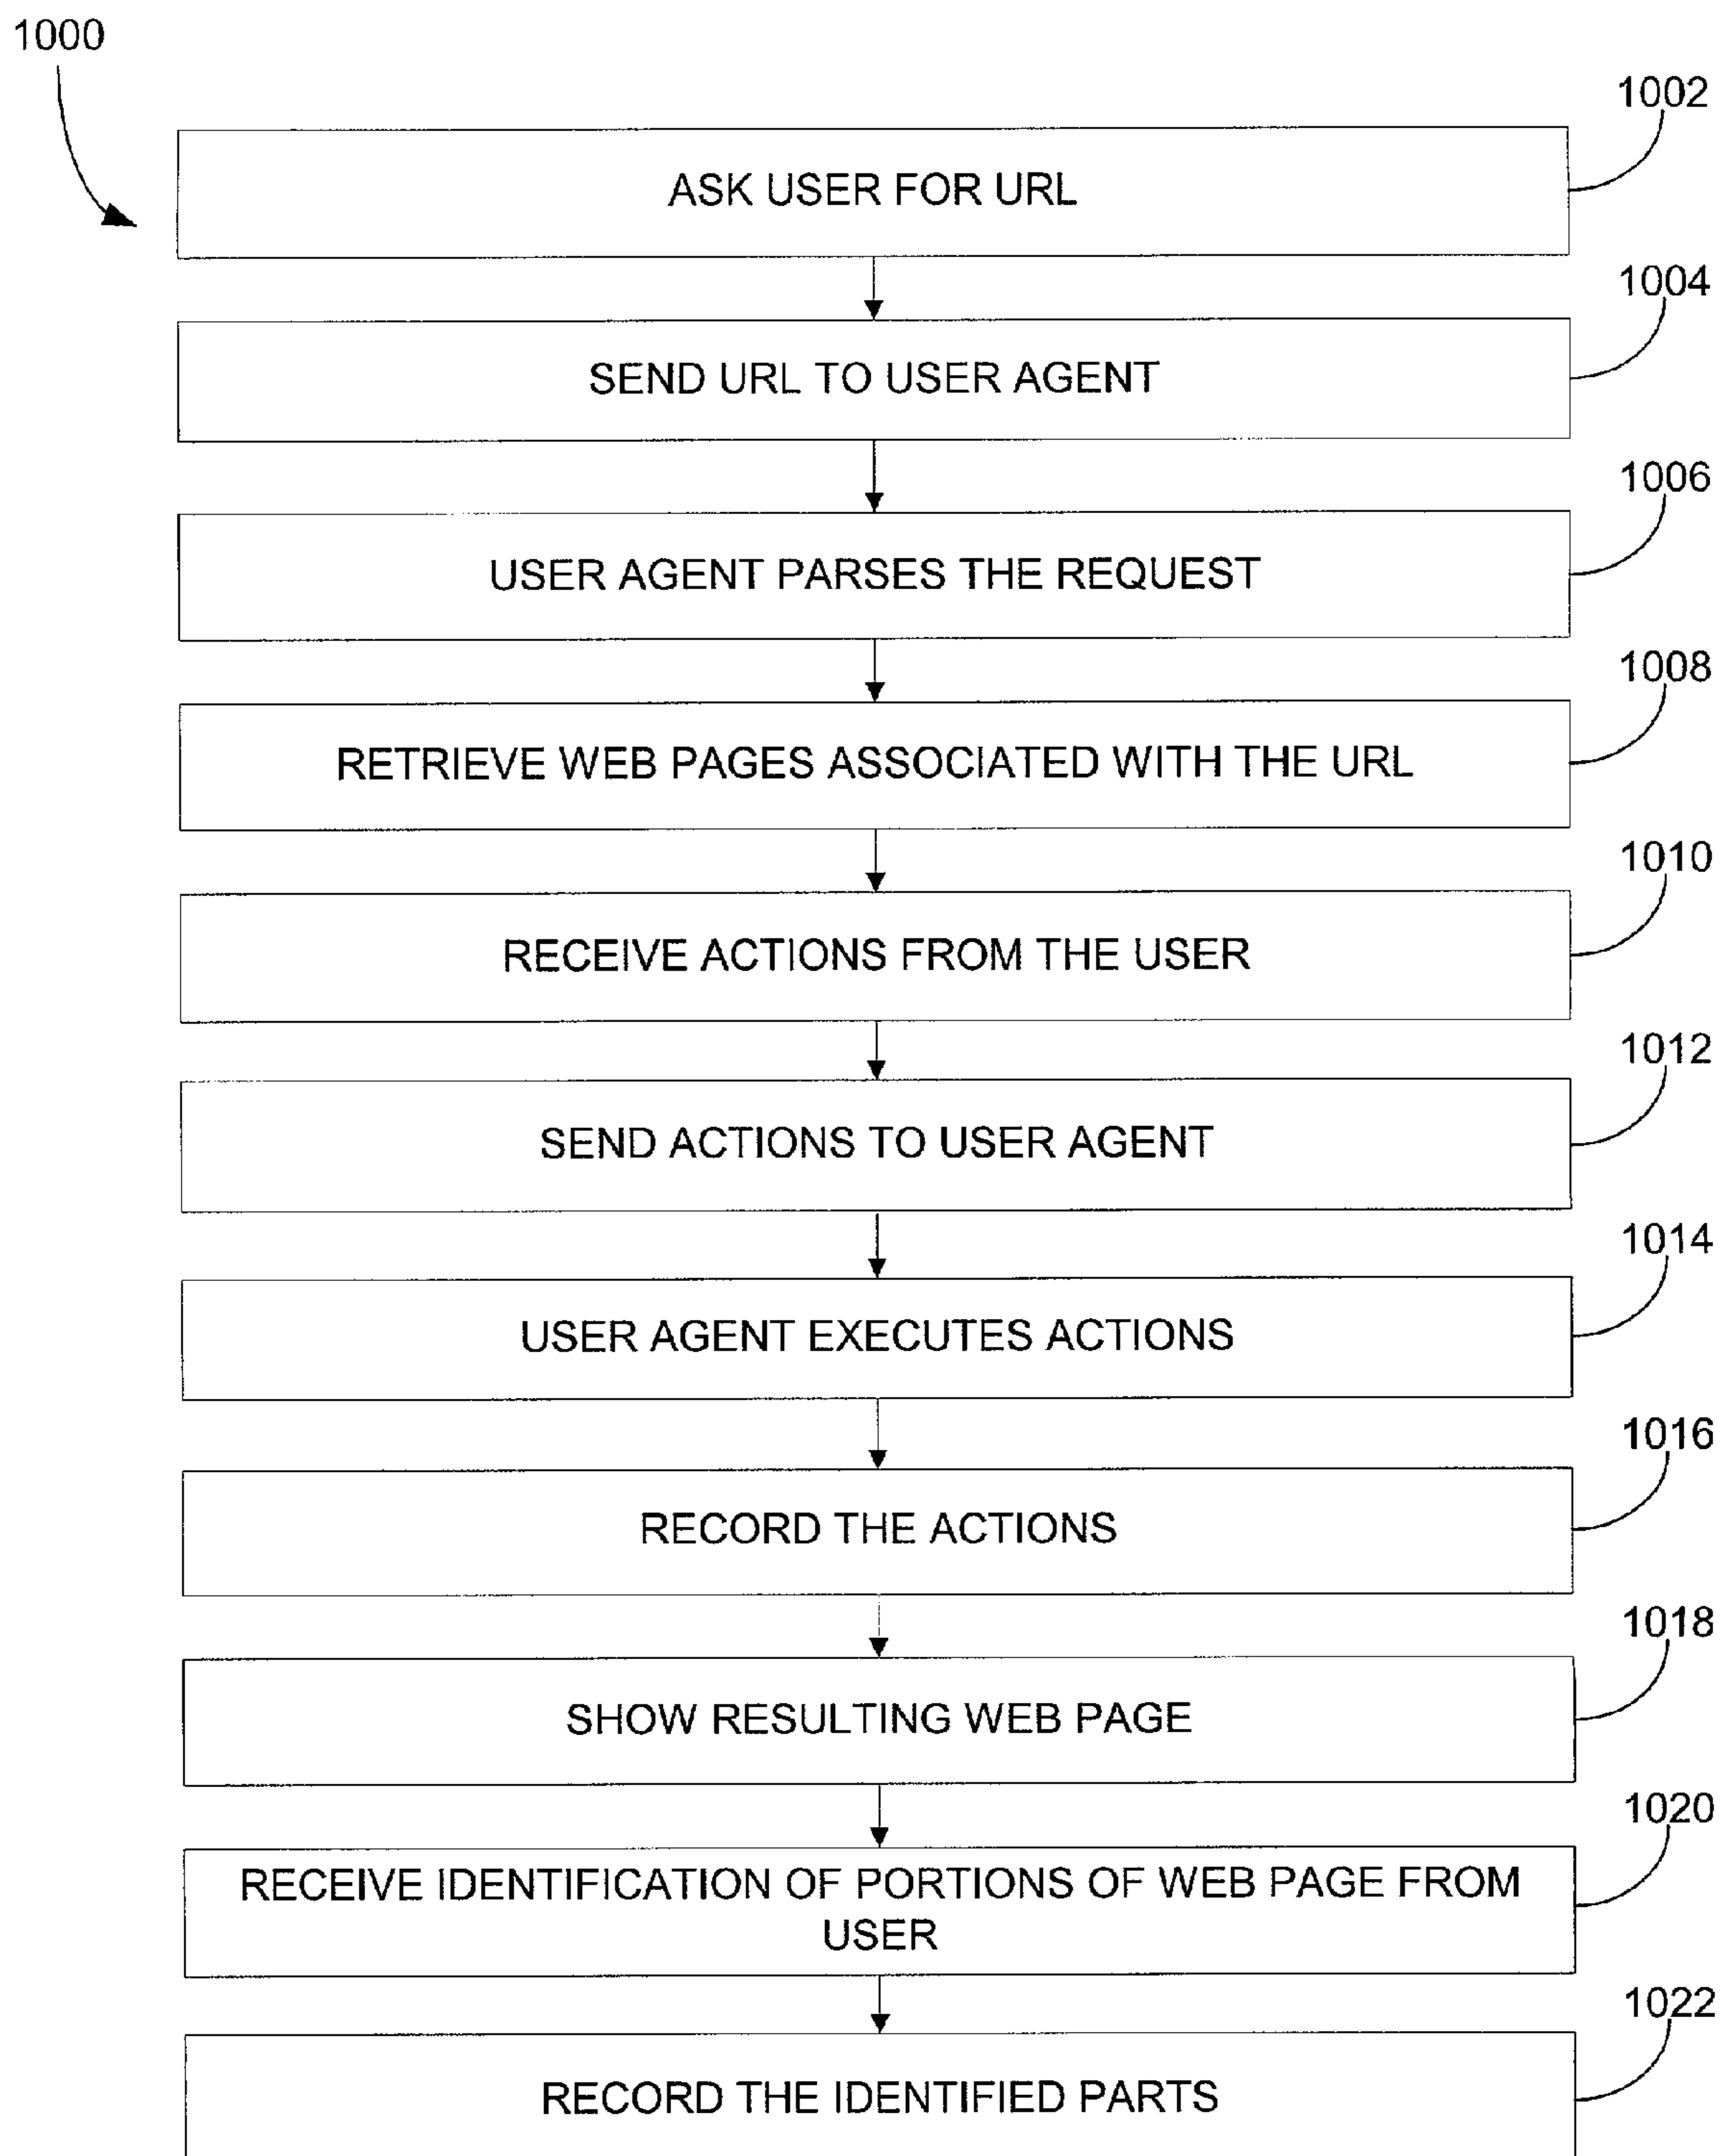 1000
1002
ASK USER FOR URL
1004
SEND URL TO USER AGENT
1006
USER AGENT PARSES THE REQUEST
1008
RETRIEVE WEB PAGES ASSOCIATED WITH THE URL
1010
RECEIVE ACTIONS FROM THE USER
1012
SEND ACTIONS TO USER AGENT
1014
USER AGENT EXECUTES ACTIONS
1016
RECORD THE ACTIONS
1018
SHOW RESULTING WEB PAGE
1020
RECEIVE IDENTIFICATION OF PORTIONS OF WEB PAGE FROM
USER
1022
RECORD THE IDENTIFIED PARTS